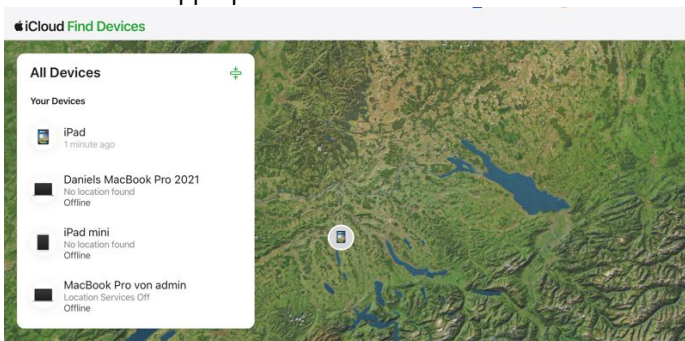 iCloud Find Devices
All Devices
Your Devices
iPad
1 minute ago
Daniels MacBook Pro 2021
No location found
Offline
iPad mini
No location found
Offline
MacBook Pro von admin
Location Services Off
Offline